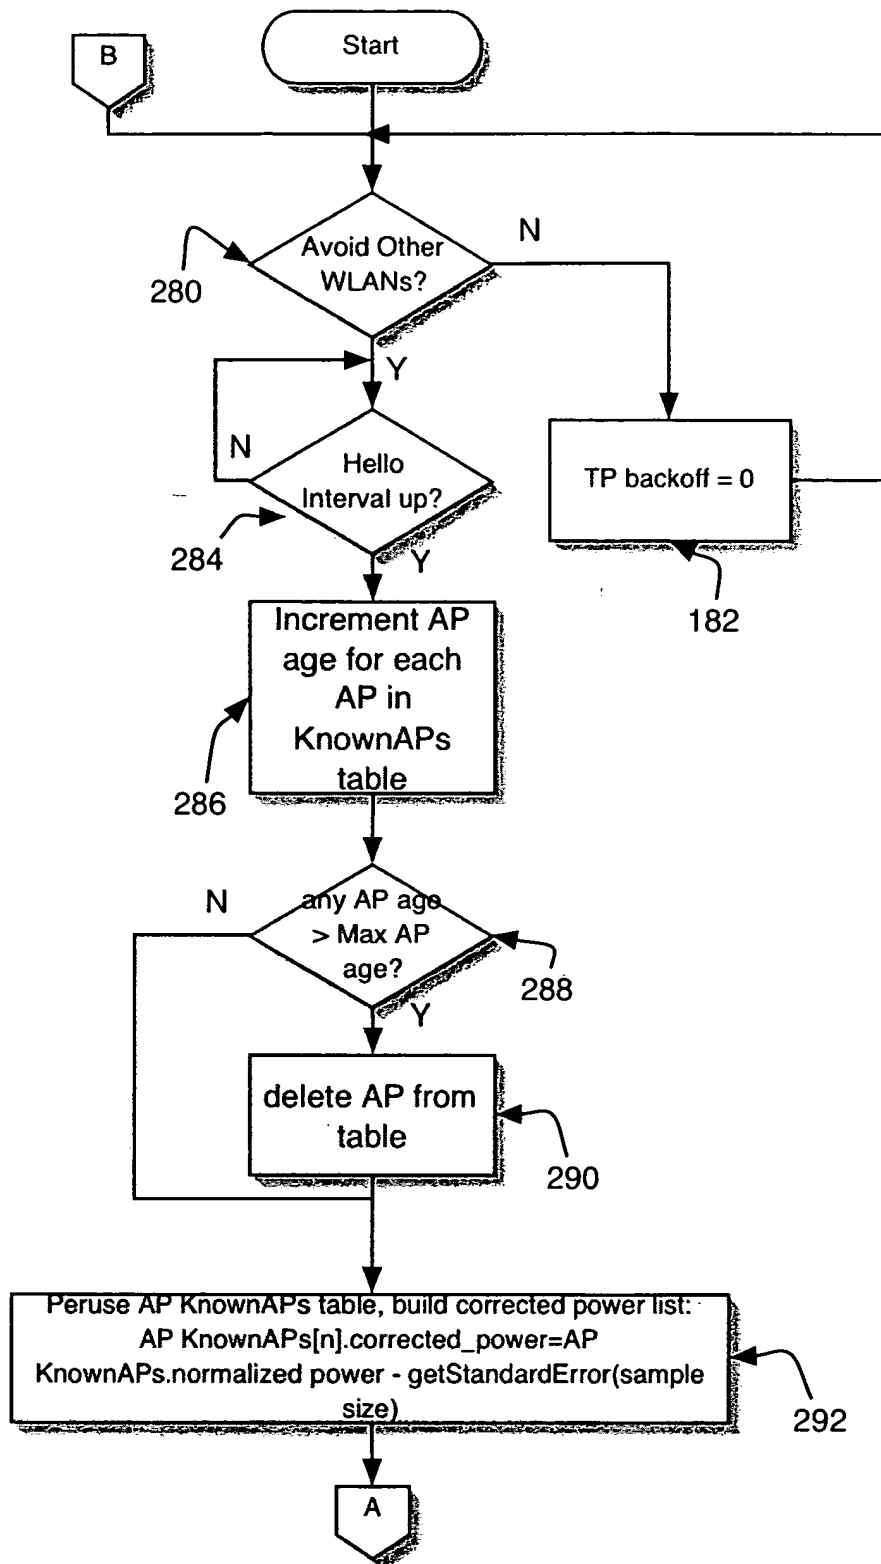 B
Start
N
Avoid Other
WLANs?
280
Y
N
Hello
Interval up?
TP backoff = 0
284
Y
182
Increment AP
age for each
AP in
KnownAPs
table
286
N
any AP age
> Max AP
age?
288
Y
delete AP from
table
290
Peruse AP KnownAPs table, build corrected power list:
AP KnownAPs[n].corrected_power=AP
KnownAPs.normalized power - getStandardError(sample
size)
292
A